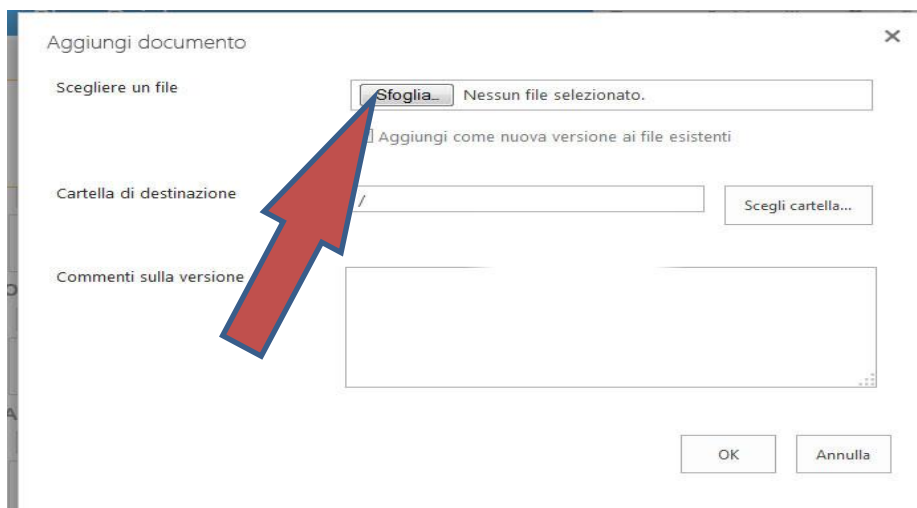 Aggiungi documento
Scegliere un file
Sfoglia... Nessun file selezionato.
Aggiungi come nuova versione ai file esistenti
Cartella di destinazione
/
Scegli cartella...
Commenti sulla versione
OK Annulla